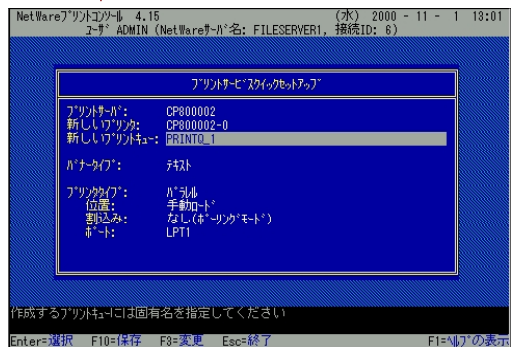 NetWareﾌﾟﾘﾝﾄｺﾝｿｰﾙ 4.15 (水) 2000 - 11 - 1 13:01
ﾕｰｻﾞ ADMIN (NetWareｻｰﾊﾞ名: FILESERVER1, 接続ID: 6)
ﾌﾟﾘﾝﾄｻｰﾋﾞｽｸｲｯｸｾｯﾄｱｯﾌﾟ
ﾌﾟﾘﾝﾄｻｰﾊﾞ: CP800002
新しいﾌﾟﾘﾝﾀ: CP800002-0
新しいﾌﾟﾘﾝﾄｷｭｰ: PRINTQ_1
ﾊﾞﾅｰﾀｲﾌﾟ: ﾃｷｽﾄ
ﾌﾟﾘﾝﾀﾀｲﾌﾟ: ﾊﾟﾗﾚﾙ
位置: 手動ﾛｰﾄﾞ
割込み: なし(ﾎﾟｰﾘﾝｸﾞﾓｰﾄﾞ)
ﾎﾟｰﾄ: LPT1
作成するﾌﾟﾘﾝﾄｷｭｰには固有名を指定してください
Enter=選択 F10=保存 F3=変更 Esc=終了 F1=ﾍﾙﾌﾟの表示